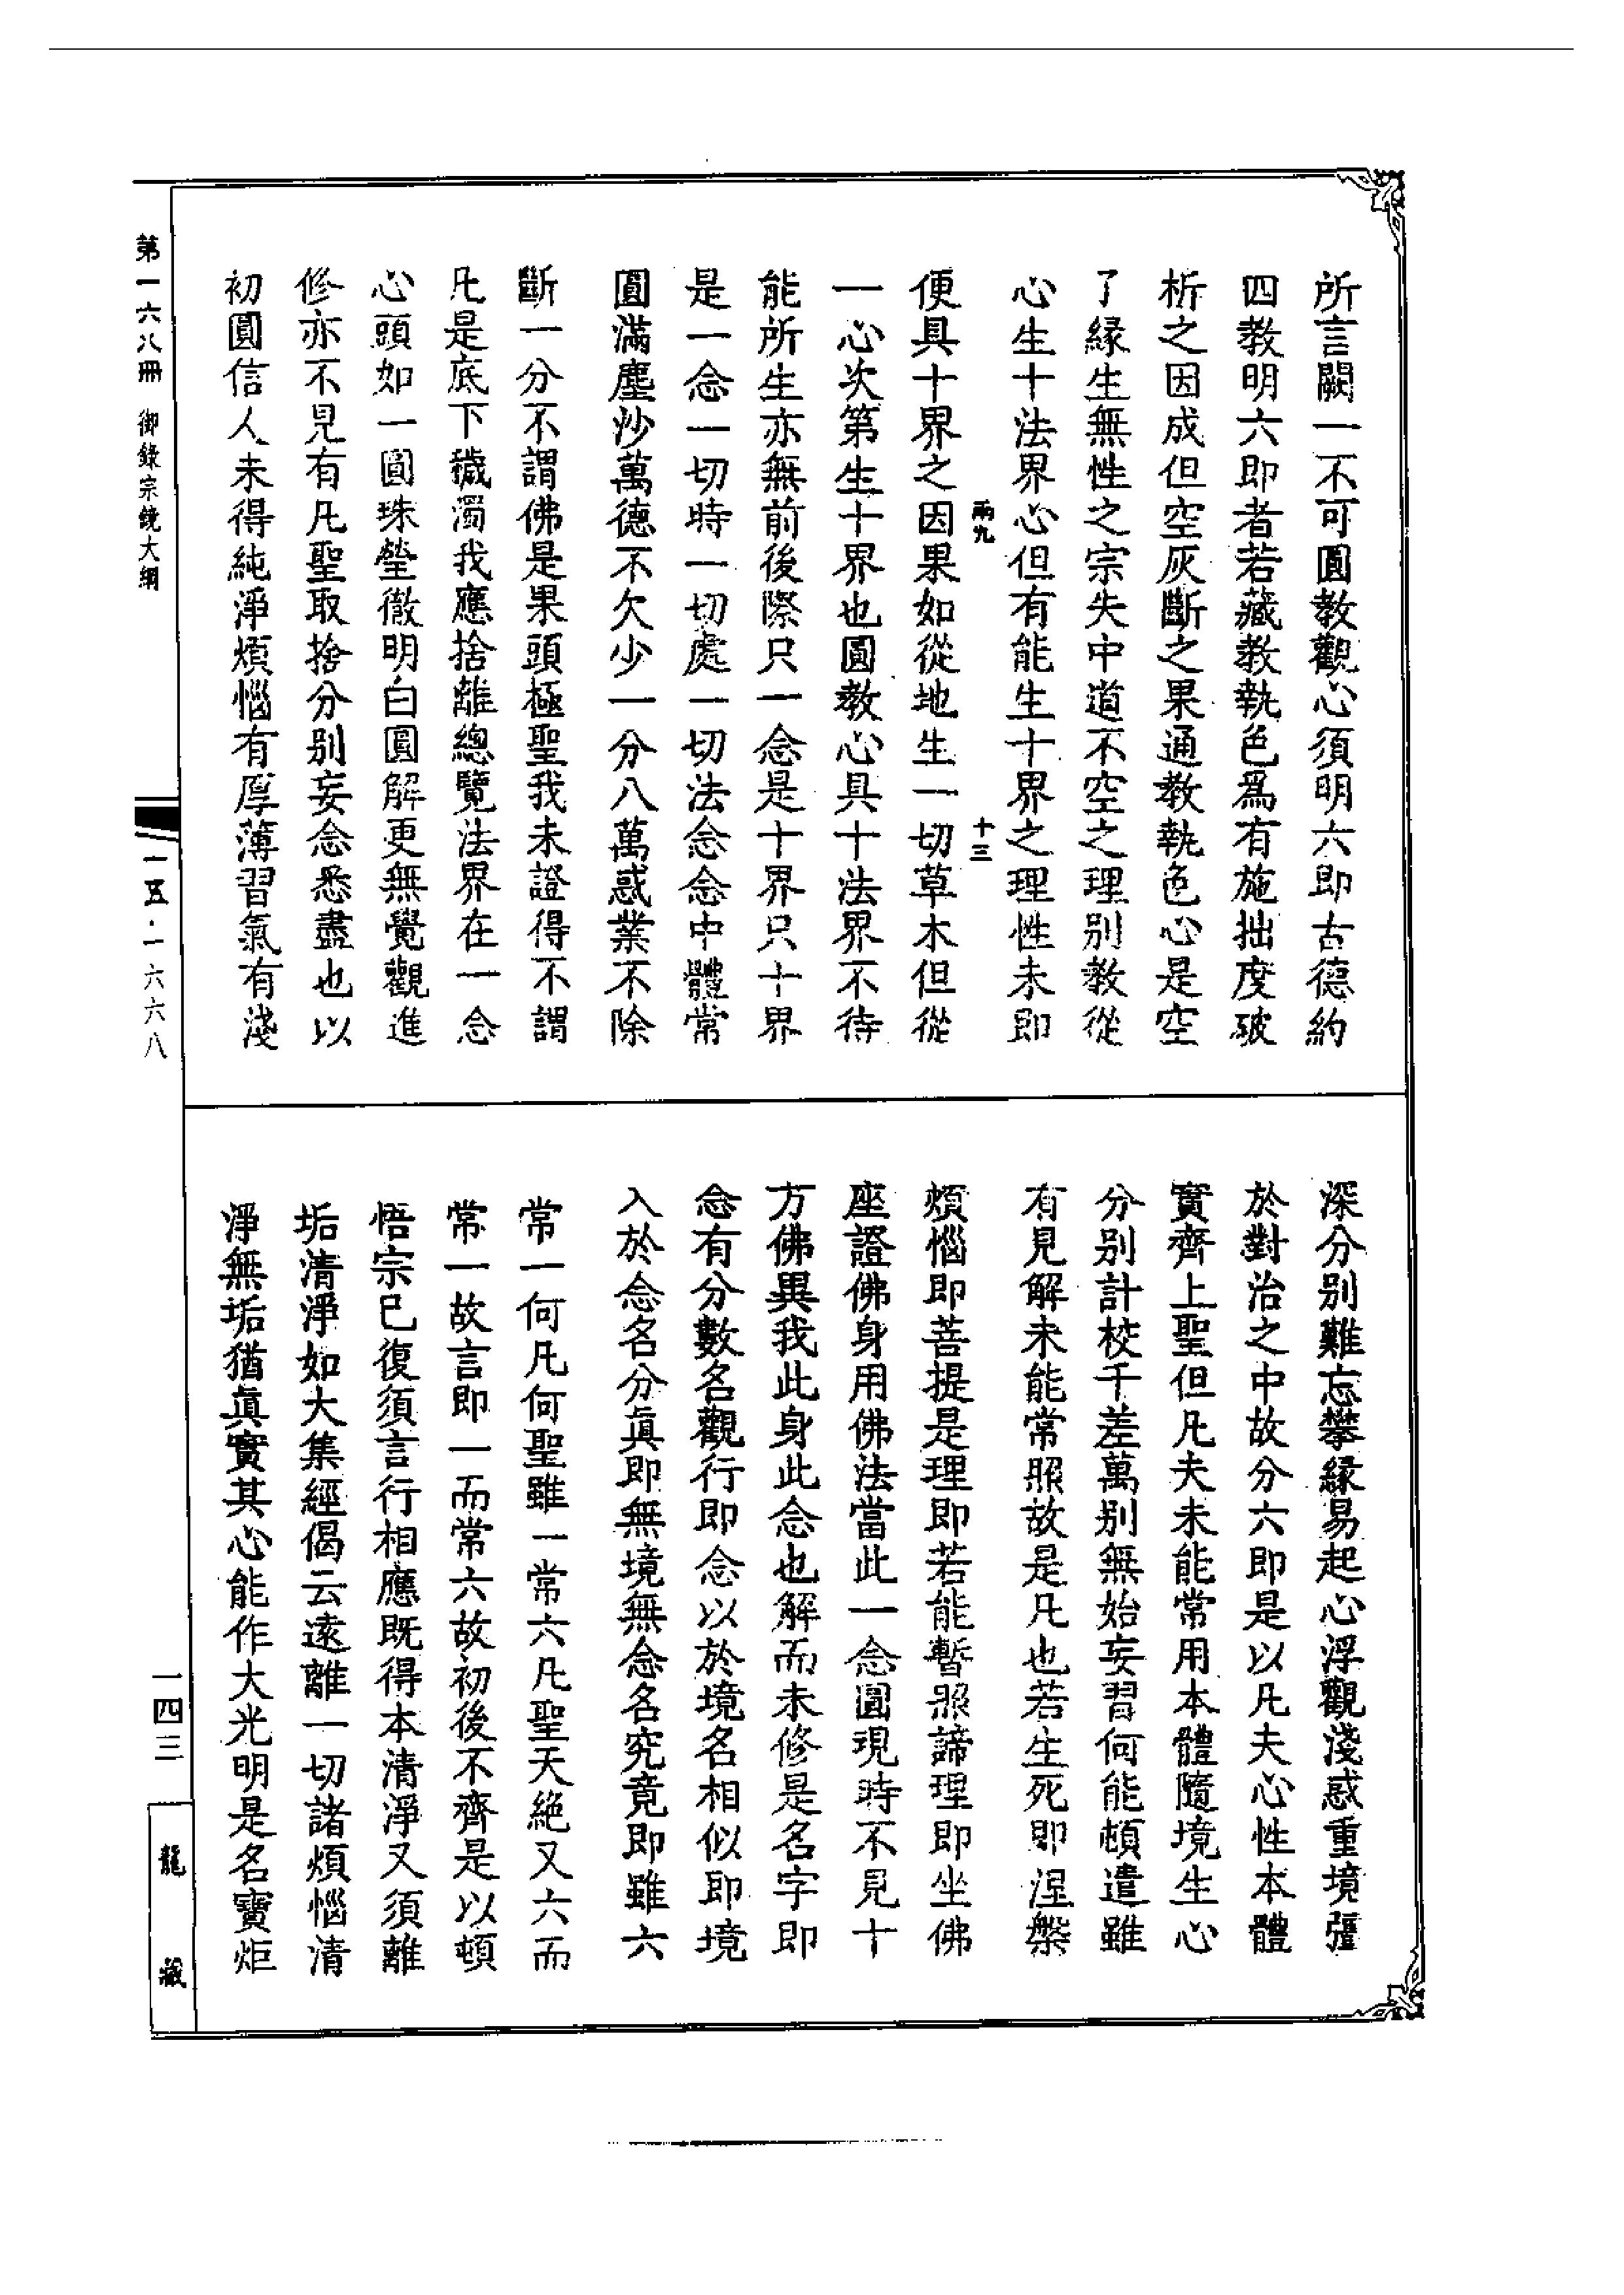 所言闕一不可圓教觀心須明六即古德約
四教明六即者若藏教執色爲有施拙度破
析之因成但空灰斷之果通教執色心是空
了緣生無性之宗失中道不空之理別教從
心生十法界心但有能生十界之理性未即
兩九
十三
便具十界之因果如從地生一切草木但從
一心次第生十界也圓教心具十法界不待
能所生亦無前後際只一念是十界只十界
是一念一切時一切處一切法念念中體常
圓滿塵沙萬德不欠少一分八萬惑業不除
斷一分不謂佛是果頭極聖我未證得不謂
凡是底下穢濁我應捨離總覽法界在一念
心頭如一圓珠瑩徹明白圓解更無覺觀進
修亦不見有凡聖取捨分別妄念悉盡也以
初圓信人未得純淨煩惱有厚薄習氣有淺
深分別難忘攀緣易起心浮觀淺惑重境彊
於對治之中故分六即是以凡夫心性本體
實齊上聖但凡夫未能常用本體隨境生心
分別計校千差萬別無始妄習何能頓遣雖
有見解未能常照故是凡也若生死即涅槃
煩惱即菩提是理即若能暫照諦理即坐佛
座證佛身用佛法當此一念圓現時不見十
方佛異我此身此念也解而未修是名字即
念有分數名觀行即念以於境名相似即境
入於念名分眞即無境無念名究竟即雖六
常一何凡何聖雖一常六凡聖天絕又六而
常一故言即一而常六故初後不齊是以頓
悟宗已復須言行相應既得本清淨又須離
垢清淨如大集經偈云遠離一切諸煩惱清
淨無垢猶眞實其心能作大光明是名寶炬
第一六八冊 御錄宗鏡大綱
一五·一六六八
一四三
龍藏